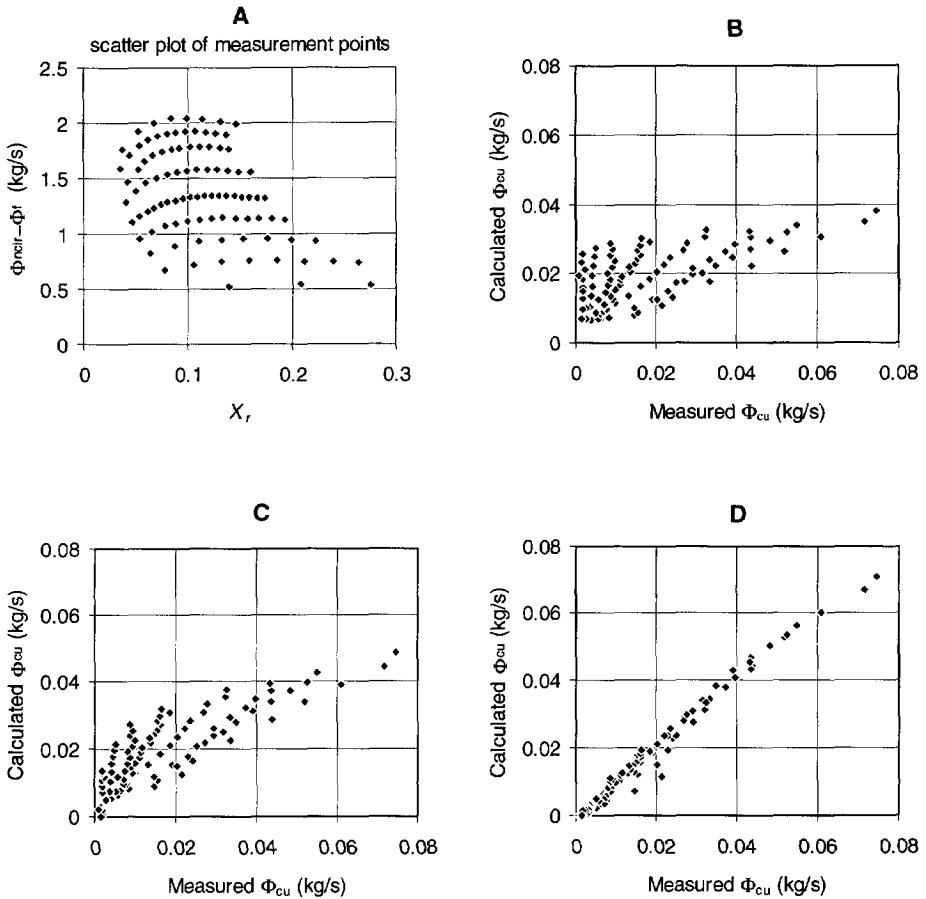 A
scatter plot of measurement points
2.5
2
1.5
1
0.5
0
Φnclr–Φf (kg/s)
0 0.1 0.2 0.3
Xr
B
0.08
0.06
0.04
0.02
0
Calculated Φcu (kg/s)
0 0.02 0.04 0.06 0.08
Measured Φcu (kg/s)
C
0.08
0.06
0.04
0.02
0
Calculated Φcu (kg/s)
0 0.02 0.04 0.06 0.08
Measured Φcu (kg/s)
D
0.08
0.06
0.04
0.02
0
Calculated Φcu (kg/s)
0 0.02 0.04 0.06 0.08
Measured Φcu (kg/s)